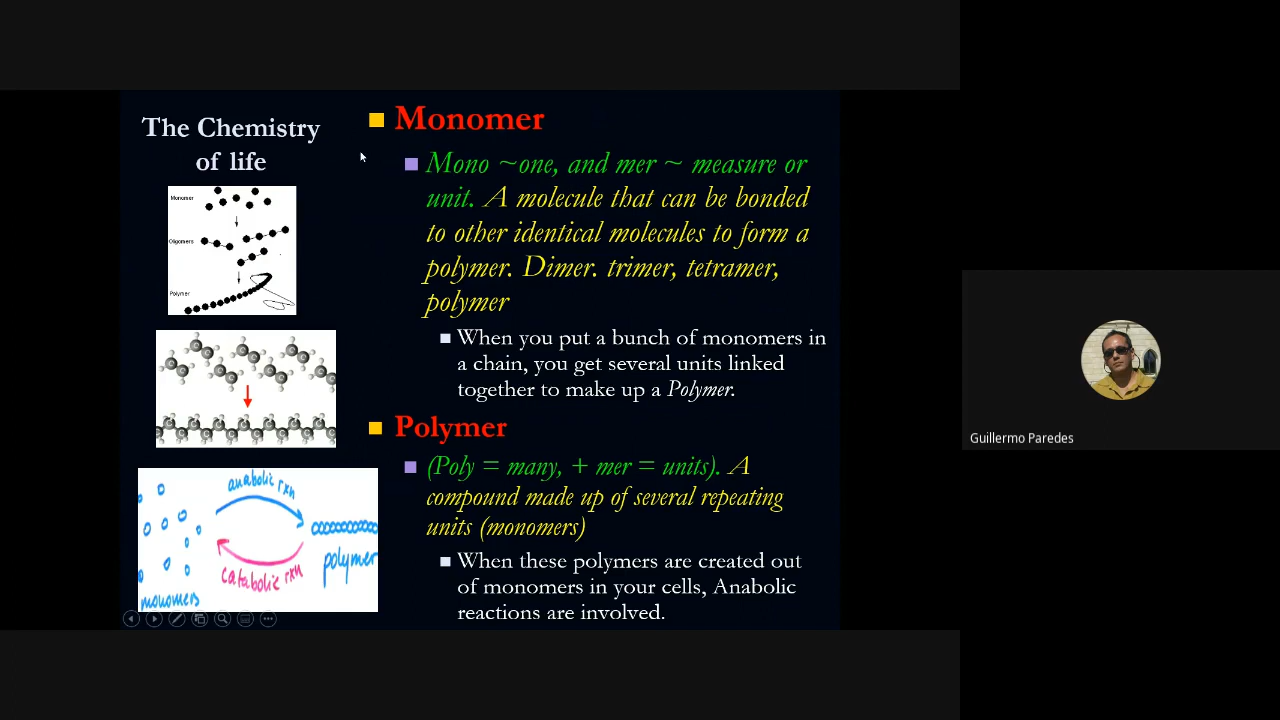 The Chemistry
of life
Monomer
Oligomers
Polymer
anabolic rxn
catabolic rxn
polymer
monomers
Monomer
Mono ~one, and mer ~ measure or
unit. A molecule that can be bonded
to other identical molecules to form a
polymer. Dimer. trimer, tetramer,
polymer
When you put a bunch of monomers in
a chain, you get several units linked
together to make up a Polymer.
Polymer
(Poly = many, + mer = units). A
compound made up of several repeating
units (monomers)
When these polymers are created out
of monomers in your cells, Anabolic
reactions are involved.
Guillermo Paredes